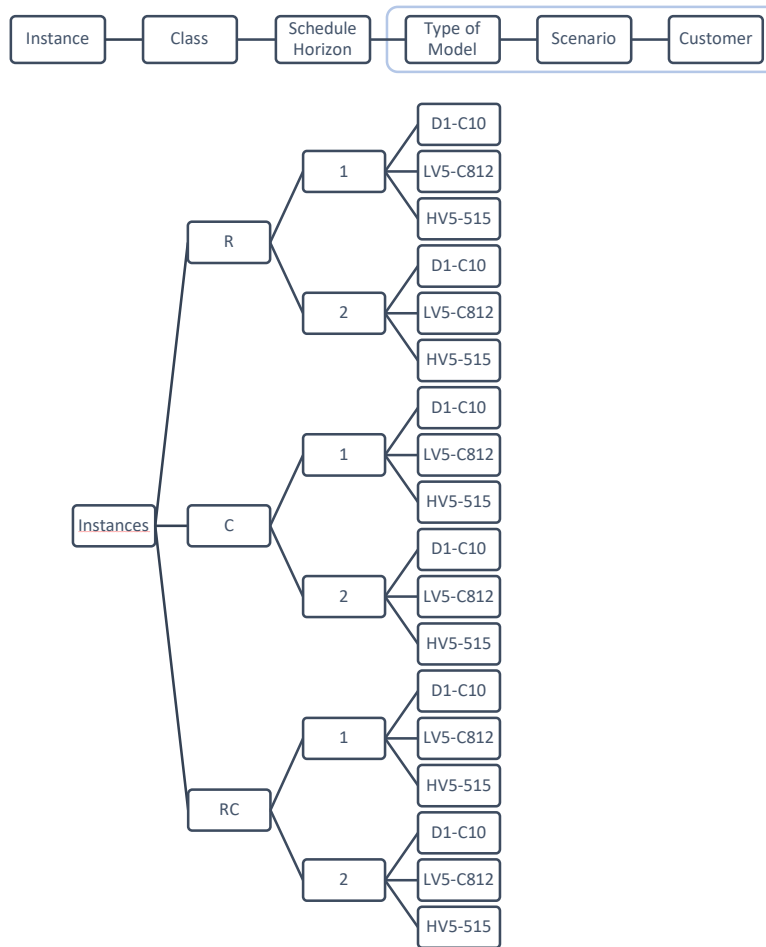 Instance
Class
Schedule
Horizon
Type of
Model
Scenario
Customer
Instances
R
1
D1-C10
LV5-C812
HV5-515
2
D1-C10
LV5-C812
HV5-515
C
1
D1-C10
LV5-C812
HV5-515
2
D1-C10
LV5-C812
HV5-515
RC
1
D1-C10
LV5-C812
HV5-515
2
D1-C10
LV5-C812
HV5-515